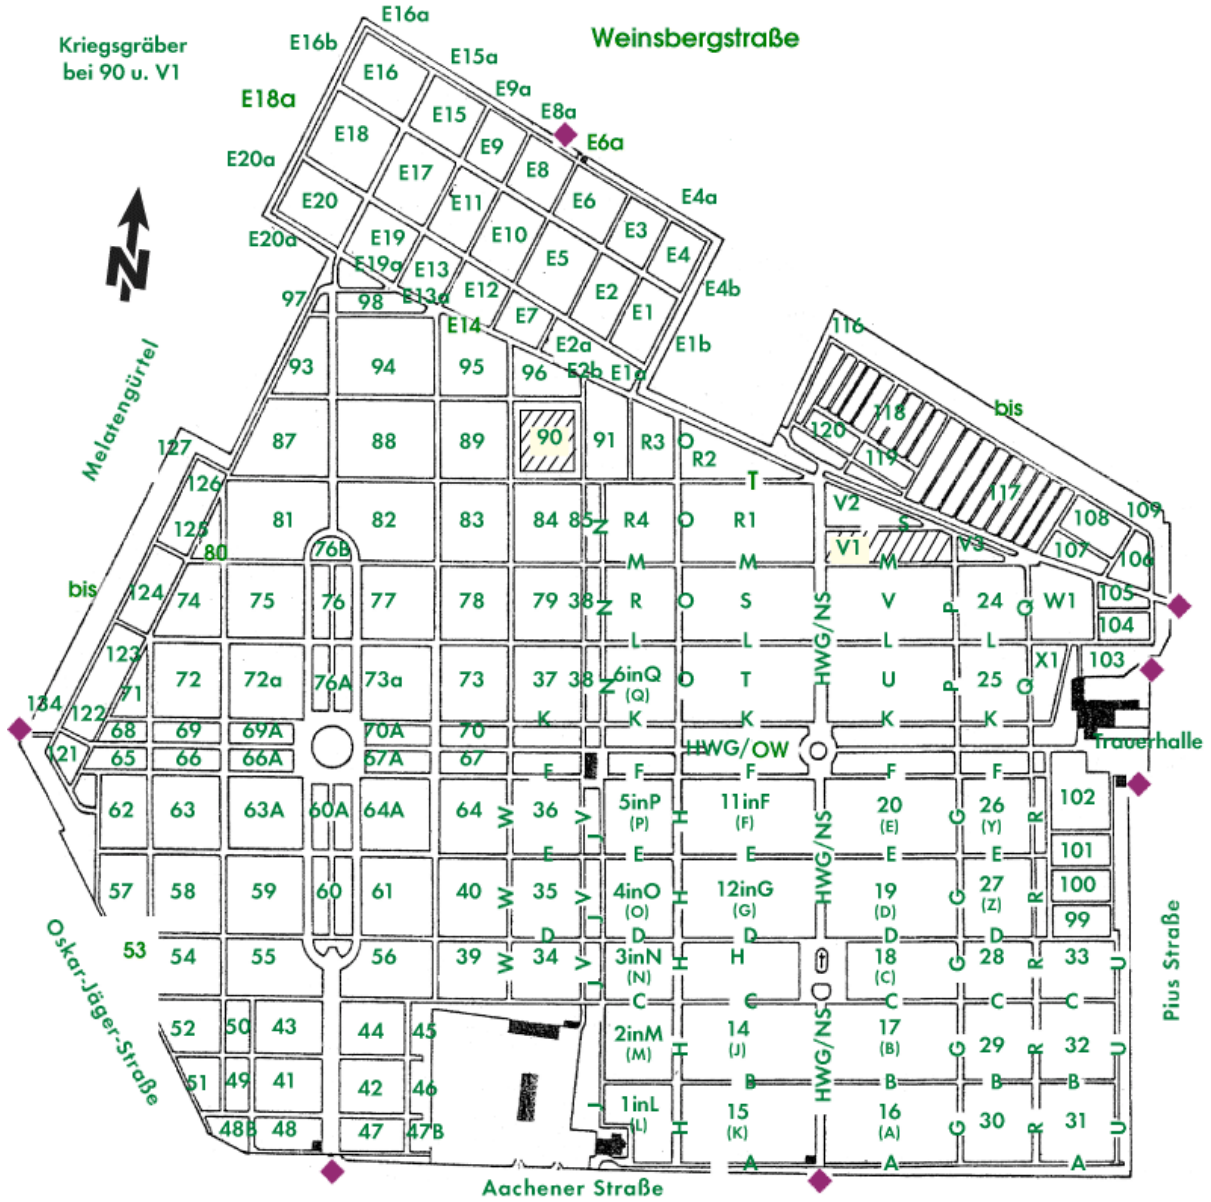 E16a
Weinsbergstraße
Kriegsgräber
bei 90 u. V1
E16b
E15a
E9a
E16
E18a
E8a
E15
E18
E9
E6a
E20a
E17
E8
E20
E11
E6
E4a
E20a
E19
E10
E3
E4
E19a
E13
E5
N
97
98
E13a
E12
E2
E1
E4b
E14
E7
E2a
E1b
116
93
94
95
96
E2b
E1a
Melatengürtel
118
bis
127
87
88
89
90
91
R3
O
R2
120
119
126
T
117
109
125
81
82
83
84
85
N
R4
O
R1
V2
S
108
80
76B
V1
V3
107
106
M
M
M
bis
124
74
75
76
77
78
79
38
N
R
O
S
HWG/NS
V
P
24
Q
W1
105
104
L
L
L
L
123
71
72
72a
76A
73a
73
37
38
N
6inQ
(Q)
O
T
U
P
25
Q
X1
103
134
122
K
K
K
K
K
68
69
69A
70A
70
121
65
66
66A
67A
67
HWG/OW
Trauerhalle
F
F
F
F
F
62
63
63A
60A
64A
64
W
36
V
J
5inP
(P)
H
11inF
(F)
HWG/NS
20
(E)
G
26
(Y)
R
102
E
E
E
E
E
101
57
58
59
60
61
40
W
35
V
J
4inO
(O)
H
12inG
(G)
19
(D)
G
27
(Z)
R
100
99
D
D
D
D
D
53
54
55
56
39
W
34
V
J
3inN
(N)
H
H
18
(C)
G
28
R
33
U
Pius Straße
C
C
C
C
C
Oskar-Jäger-Straße
52
50
43
44
45
2inM
(M)
H
14
(J)
HWG/NS
17
(B)
G
29
R
32
U
51
49
41
42
46
B
B
B
B
J
1inL
(L)
H
15
(K)
16
(A)
G
30
R
31
U
48B
48
47
47B
A
A
A
Aachener Straße